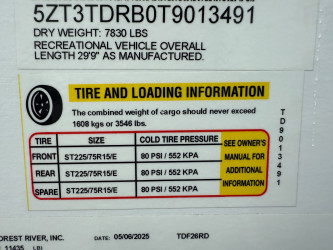 5ZT3TDRB0T9013491
DRY WEIGHT: 7830 LBS
RECREATIONAL VEHICLE OVERALL
LENGTH 29'9" AS MANUFACTURED.
TIRE AND LOADING INFORMATION
The combined weight of cargo should never exceed
1608 kgs or 3546 lbs.
TIRE SIZE COLD TIRE PRESSURE
FRONT ST225/75R15/E 80 PSI / 552 KPA
REAR ST225/75R15/E 80 PSI / 552 KPA
SPARE ST225/75R15/E 80 PSI / 552 KPA
SEE OWNER'S
MANUAL FOR
ADDITIONAL
INFORMATION
TD9013491
FOREST RIVER, INC. DATE: 05/06/2025 TDF26RD
11435 LBS